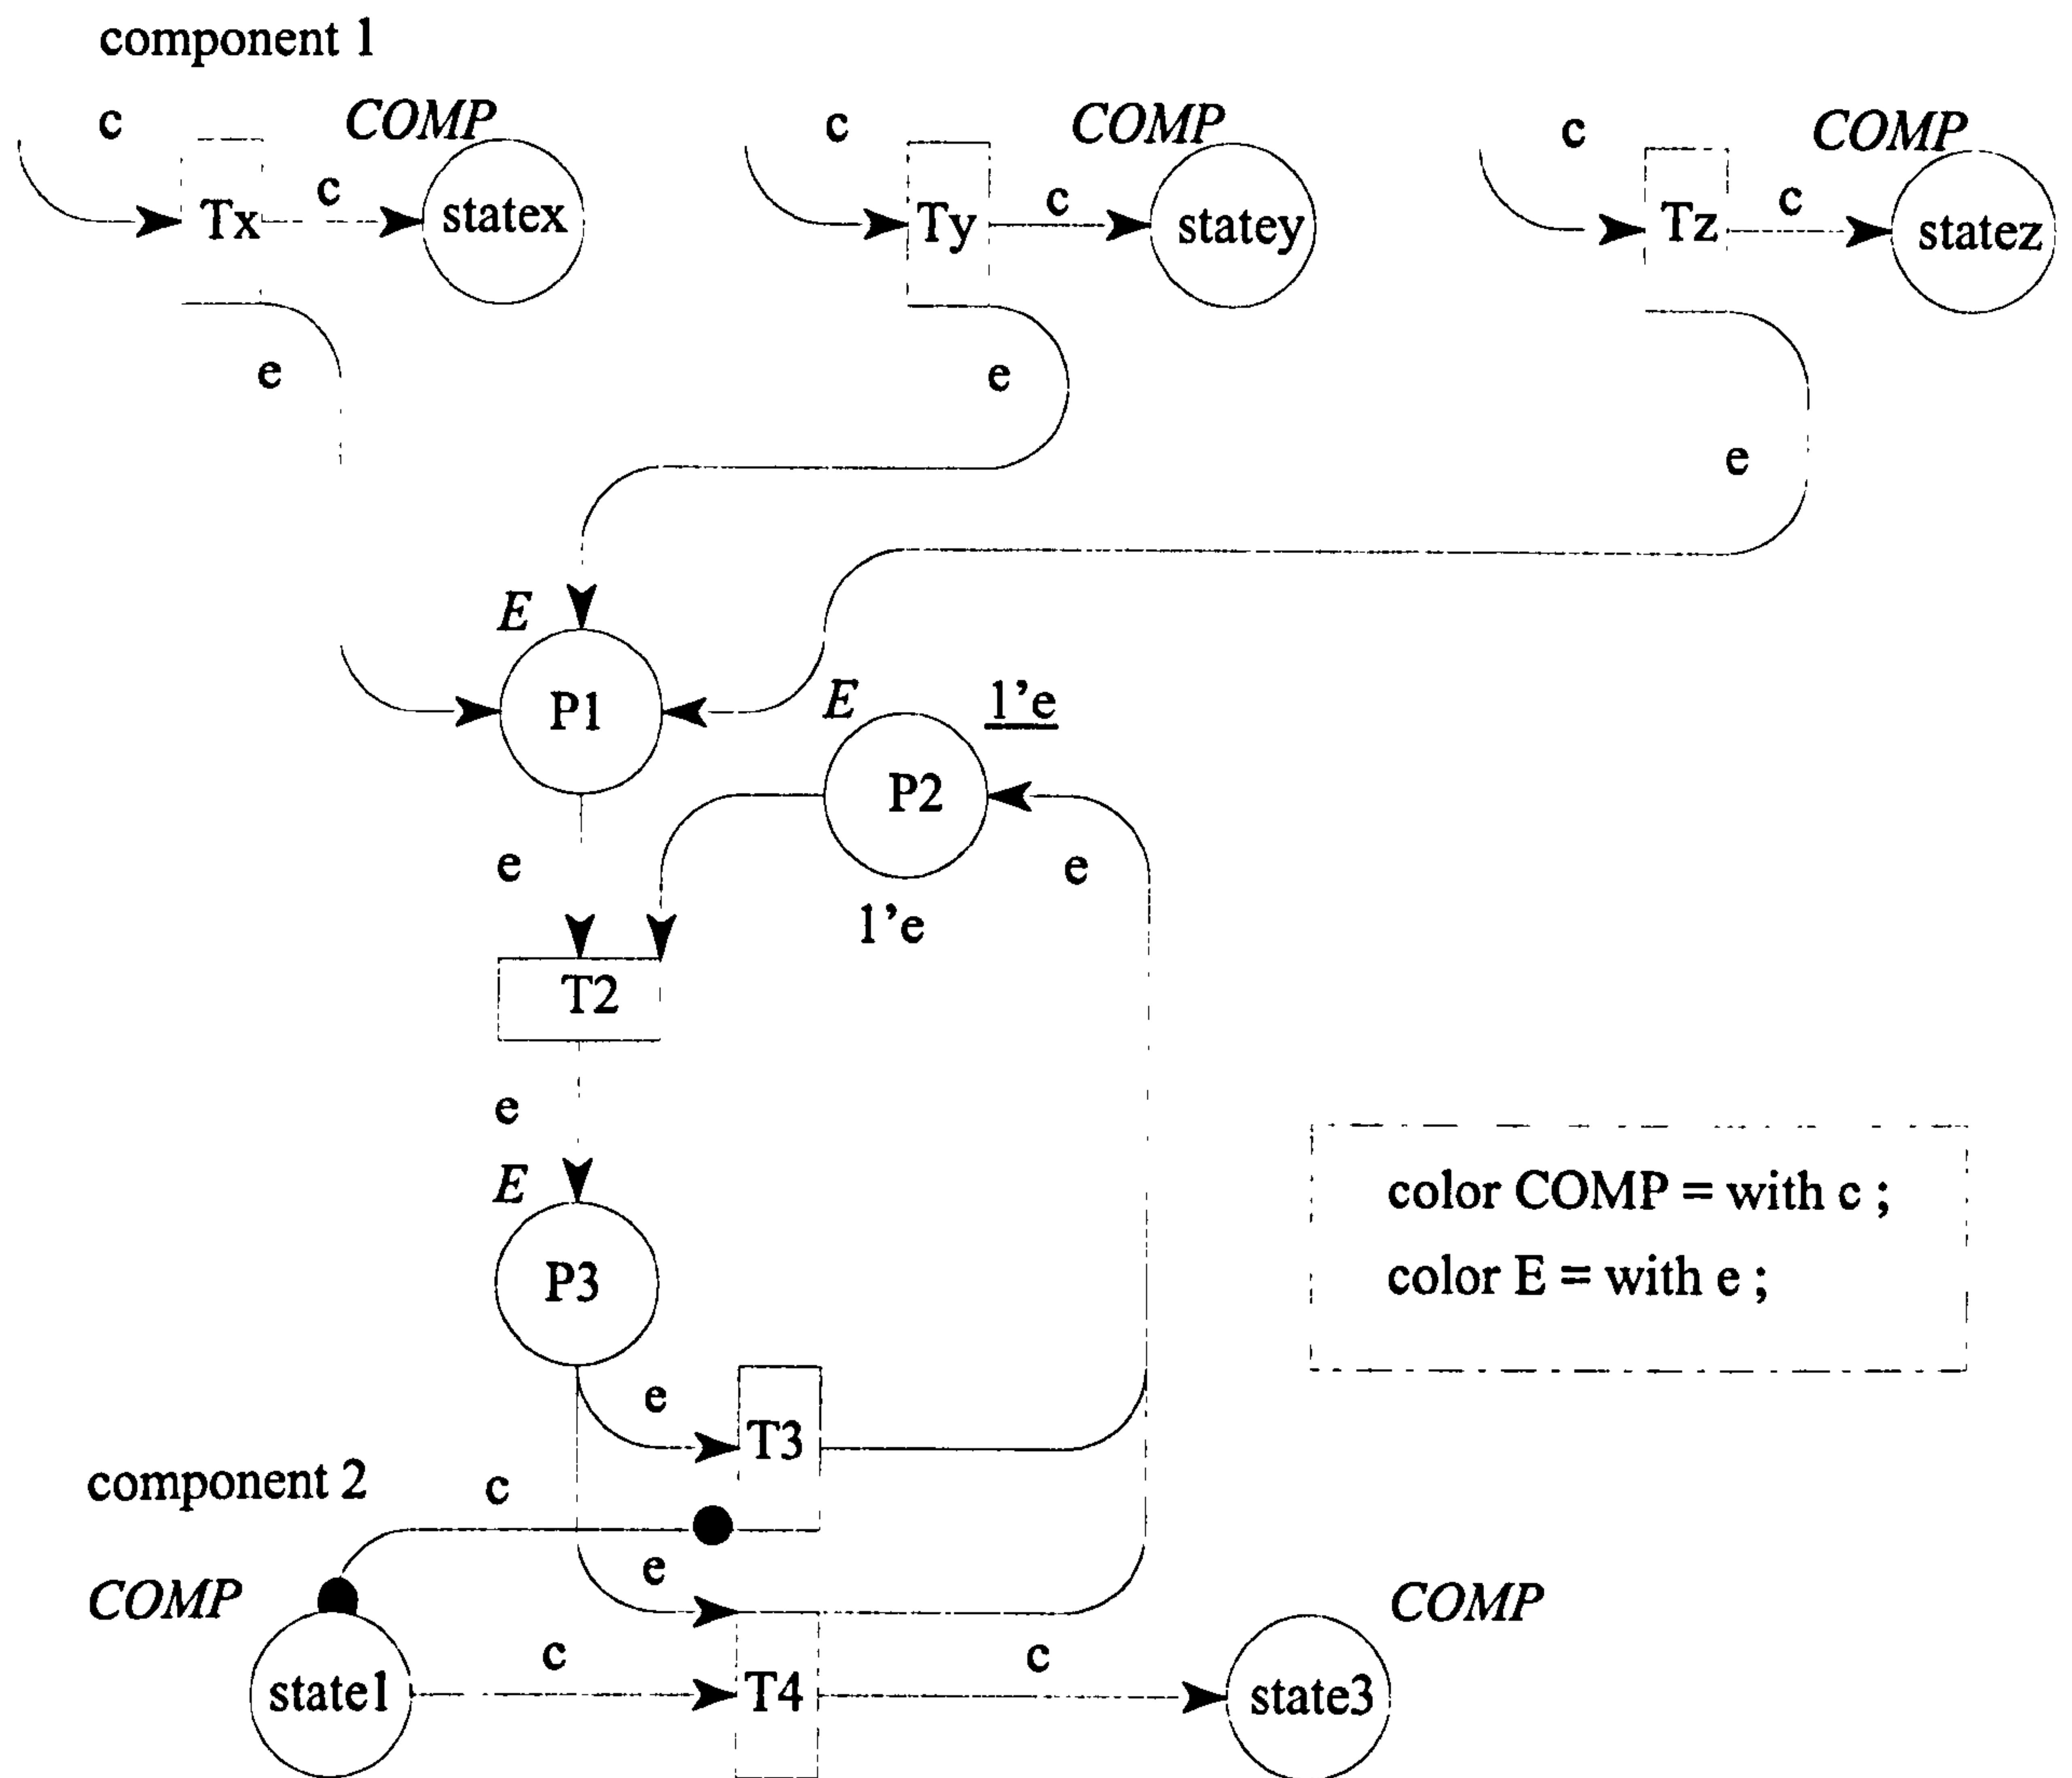 component 1
c
COMP
c
COMP
c
COMP
Tx
c
statex
Ty
c
statey
Tz
c
statez
e
e
e
E
P1
E
1'e
P2
e
e
1'e
T2
e
E
P3
color COMP = with c ;
color E = with e ;
e
T3
component 2
c
e
COMP
COMP
state1
c
T4
c
state3